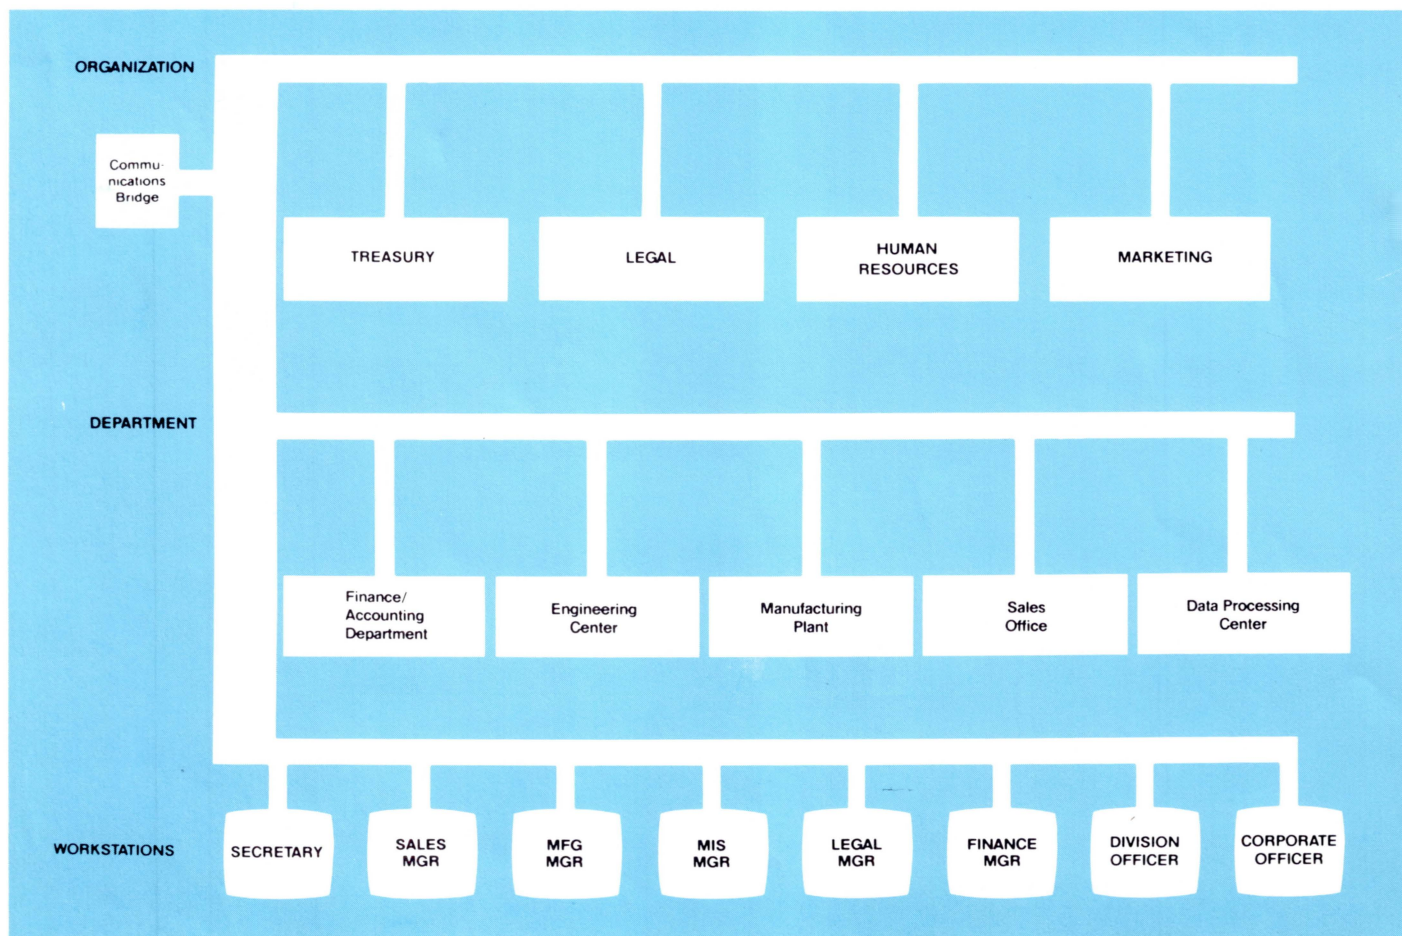 ORGANIZATION
Commu-
nications
Bridge
TREASURY
LEGAL
HUMAN
RESOURCES
MARKETING
DEPARTMENT
Finance/
Accounting
Department
Engineering
Center
Manufacturing
Plant
Sales
Office
Data Processing
Center
WORKSTATIONS
SECRETARY
SALES
MGR
MFG
MGR
MIS
MGR
LEGAL
MGR
FINANCE
MGR
DIVISION
OFFICER
CORPORATE
OFFICER